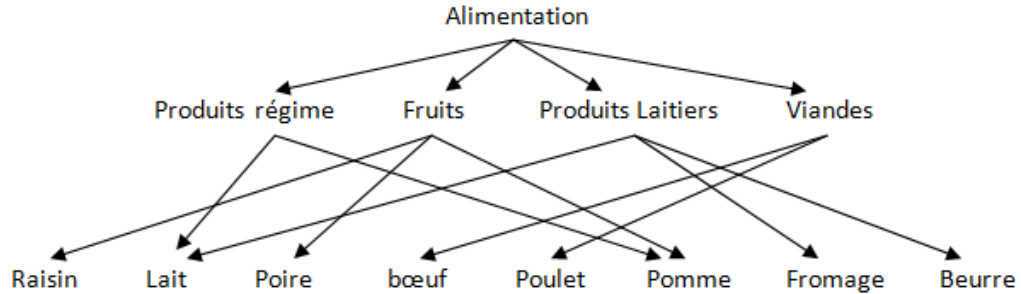 Alimentation
Produits régime Fruits Produits Laitiers Viandes
Raisin Lait Poire bœuf Poulet Pomme Fromage Beurre